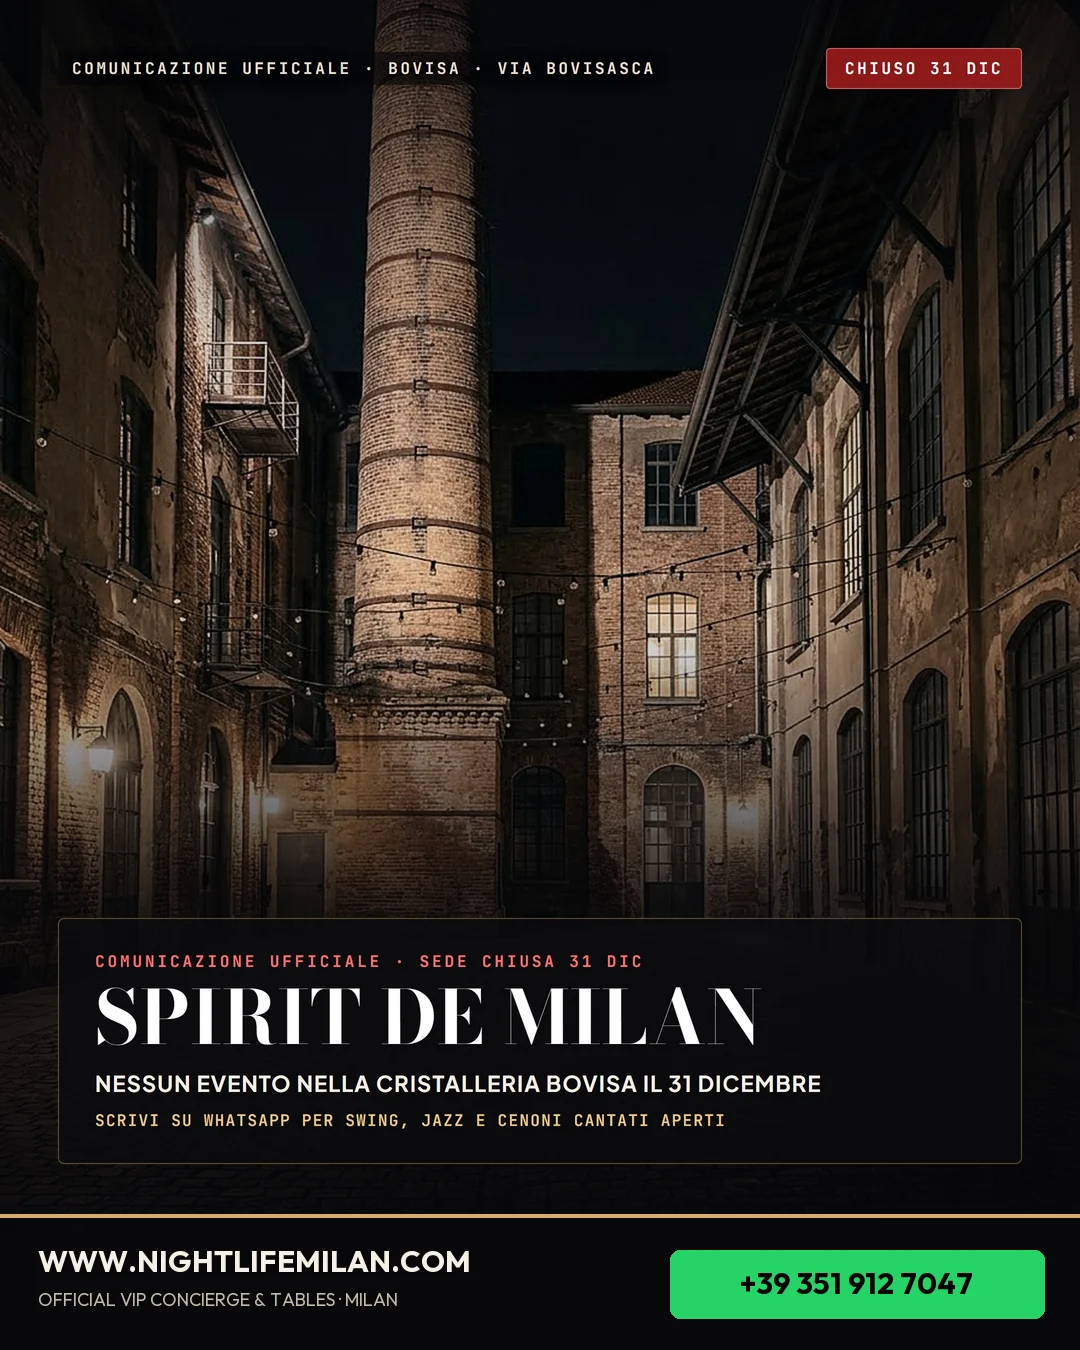 COMUNICAZIONE UFFICIALE · BOVISA · VIA BOVISASCA
CHIUSO 31 DIC
COMUNICAZIONE UFFICIALE · SEDE CHIUSA 31 DIC
SPIRIT DE MILAN
NESSUN EVENTO NELLA CRISTALLERIA BOVISA IL 31 DICEMBRE
SCRIVI SU WHATSAPP PER SWING, JAZZ E CENONI CANTATI APERTI
WWW.NIGHTLIFEMILAN.COM
OFFICIAL VIP CONCIERGE & TABLES · MILAN
+39 351 912 7047